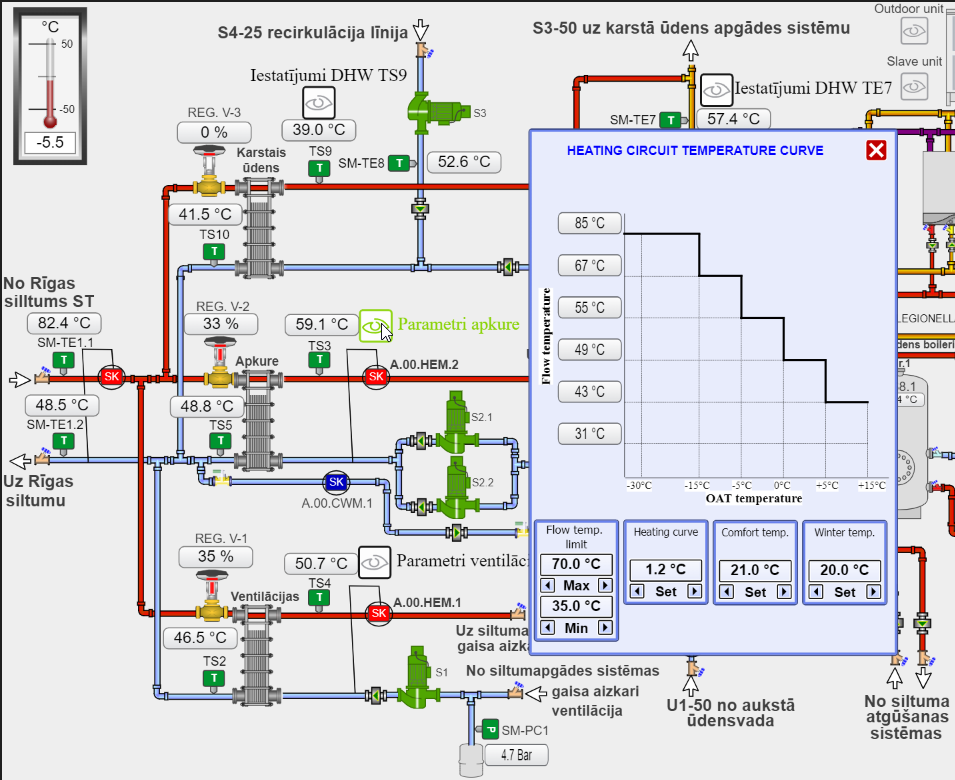 °C
50
-50
-5.5
S4-25 recirkulācija līnija
S3-50 uz karstā ūdens apgādes sistēmu
Outdoor unit
Slave unit
Iestatījumi DHW TS9
Iestatījumi DHW TE7
REG. V-3
0 %
39.0 °C
S3
SM-TE7
T
57.4 °C
Karstais
ūdens
TS9
T
SM-TE8
T
52.6 °C
41.5 °C
TS10
T
No Rīgas
silltums ST
82.4 °C
SM-TE1.1
T
SK
48.5 °C
SM-TE1.2
T
Uz Rīgas
siltumu
REG. V-2
33 %
59.1 °C
Parametri apkure
TS3
T
Apkure
A.00.HEM.2
SK
48.8 °C
TS5
T
S2.1
S2.2
SK
A.00.CWM.1
REG. V-1
35 %
50.7 °C
Parametri ventilāci
TS4
T
Ventilācijas
A.00.HEM.1
SK
46.5 °C
TS2
T
Uz siltuma
gaisa aizk
S1
No siltumapgādes sistēmas
gaisa aizkari
ventilācija
P
SM-PC1
4.7 Bar
U1-50 no aukstā
ūdensvada
No siltuma
atgūšanas
sistēmas
LEGIONELL
dens boileri
r.1
8.1
4 °C
HEATING CIRCUIT TEMPERATURE CURVE
85 °C
67 °C
55 °C
49 °C
43 °C
31 °C
Flow temperature
-30°C
-15°C
-5°C
0°C
+5°C
+15°C
OAT temperature
Flow temp.
limit
70.0 °C
Max
35.0 °C
Min
Heating curve
1.2 °C
Set
Comfort temp.
21.0 °C
Set
Winter temp.
20.0 °C
Set